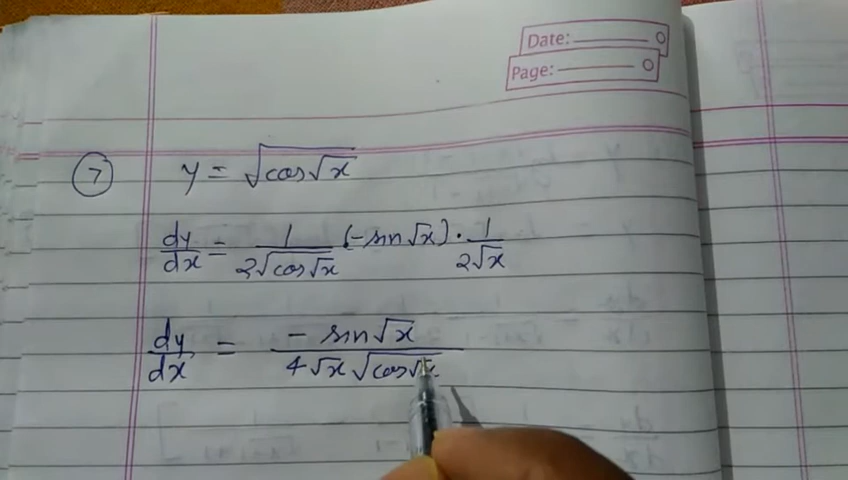 Date:
Page:
7 y = √cos√x
dy/dx = 1/2√cos√x (-sin√x) · 1/2√x
dy/dx = - sin√x/4√x √cos√x